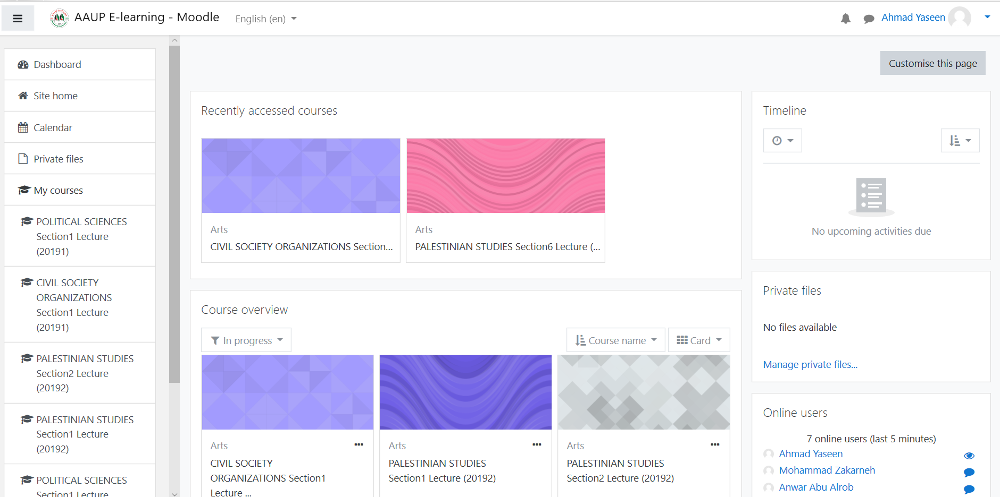 AAUP E-learning - Moodle
English (en)
Ahmad Yaseen
Dashboard
Site home
Calendar
Private files
My courses
POLITICAL SCIENCES
Section1 Lecture
(20191)
CIVIL SOCIETY
ORGANIZATIONS
Section1 Lecture
(20191)
PALESTINIAN STUDIES
Section2 Lecture
(20192)
PALESTINIAN STUDIES
Section1 Lecture
(20192)
POLITICAL SCIENCES
Section1 Lecture
Customise this page
Recently accessed courses
Arts
CIVIL SOCIETY ORGANIZATIONS Section...
Arts
PALESTINIAN STUDIES Section6 Lecture (...
Course overview
In progress
Course name
Card
Arts
CIVIL SOCIETY
ORGANIZATIONS Section1
Lecture ...
Arts
PALESTINIAN STUDIES
Section1 Lecture (20192)
Arts
PALESTINIAN STUDIES
Section2 Lecture (20192)
Timeline
No upcoming activities due
Private files
No files available
Manage private files...
Online users
7 online users (last 5 minutes)
Ahmad Yaseen
Mohammad Zakarneh
Anwar Abu Alrob